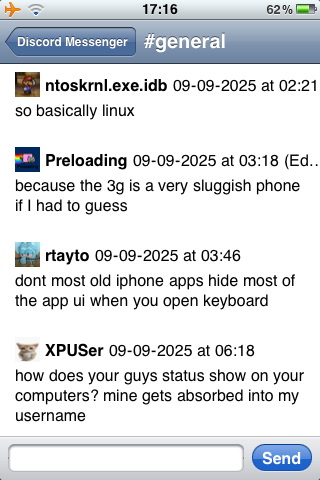 17:16
62%
Discord Messenger
#general
ntoskrnl.exe.idb 09-09-2025 at 02:21
so basically linux
Preloading 09-09-2025 at 03:18 (Ed...
because the 3g is a very sluggish phone
if I had to guess
rtayto 09-09-2025 at 03:46
dont most old iphone apps hide most of
the app ui when you open keyboard
XPUSer 09-09-2025 at 06:18
how does your guys status show on your
computers? mine gets absorbed into my
username
Send